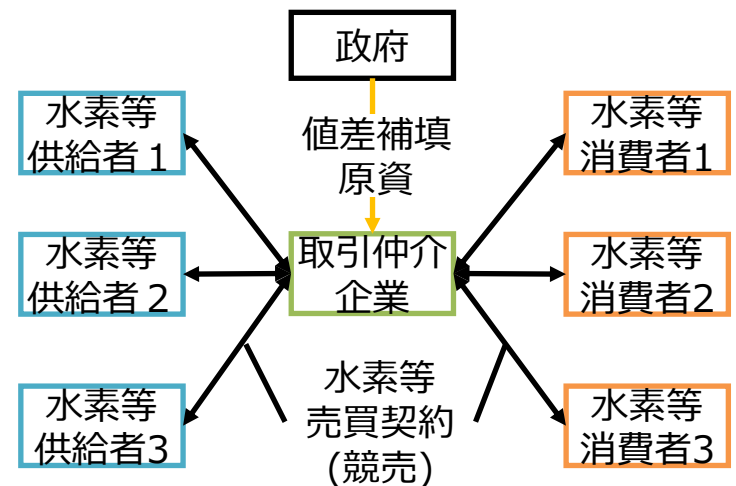 政府
値差補填
原資
水素等
供給者１
水素等
供給者２
水素等
供給者3
取引仲介
企業
水素等
消費者1
水素等
消費者2
水素等
消費者3
水素等
売買契約
(競売)